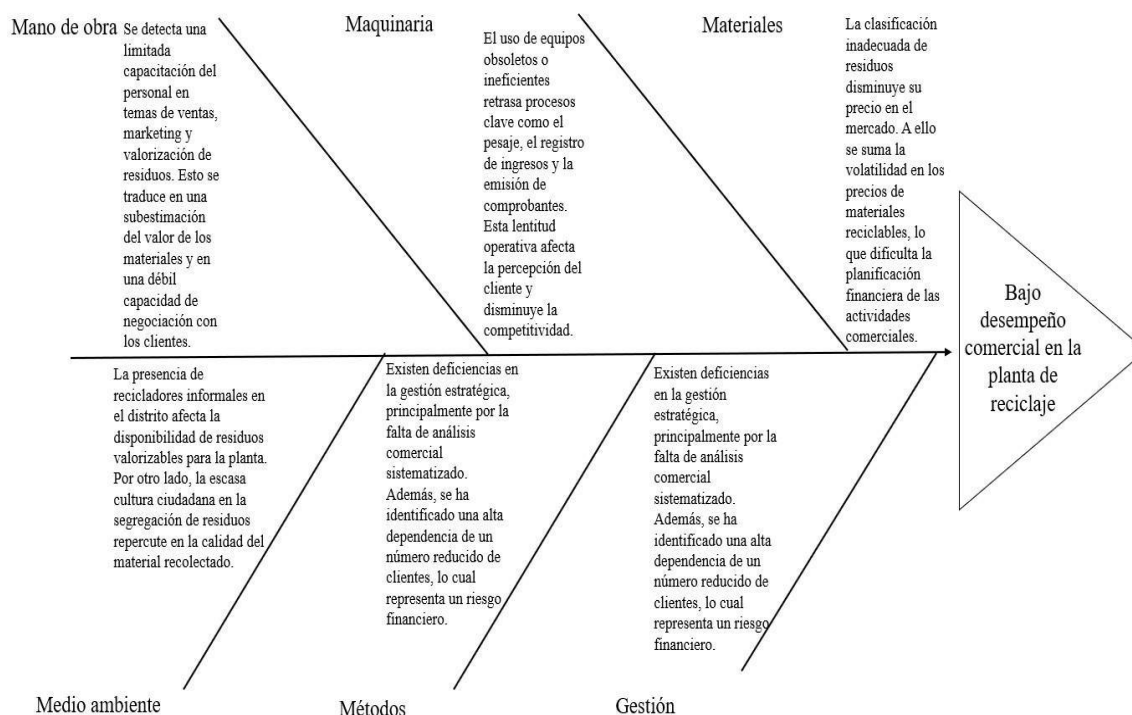 Mano de obra
Se detecta una
limitada
capacitación del
personal en
temas de ventas,
marketing y
valorización de
residuos. Esto se
traduce en una
subestimación
del valor de los
materiales y en
una débil
capacidad de
negociación con
los clientes.
Maquinaria
El uso de equipos
obsoletos o
ineficientes
retrasa procesos
clave como el
pesaje, el registro
de ingresos y la
emisión de
comprobantes.
Esta lentitud
operativa afecta
la percepción del
cliente y
disminuye la
competitividad.
Materiales
La clasificación
inadecuada de
residuos
disminuye su
precio en el
mercado. A ello
se suma la
volatilidad en los
precios de
materiales
reciclables, lo
que dificulta la
planificación
financiera de las
actividades
comerciales.
Bajo
desempeño
comercial en la
planta de
reciclaje
La presencia de
recicladores informales en
el distrito afecta la
disponibilidad de residuos
valorizables para la planta.
Por otro lado, la escasa
cultura ciudadana en la
segregación de residuos
repercute en la calidad del
material recolectado.
Medio ambiente
Existen deficiencias en
la gestión estratégica,
principalmente por la
falta de análisis
comercial
sistematizado.
Además, se ha
identificado una alta
dependencia de un
número reducido de
clientes, lo cual
representa un riesgo
financiero.
Métodos
Existen deficiencias
en la gestión
estratégica,
principalmente por la
falta de análisis
comercial
sistematizado.
Además, se ha
identificado una alta
dependencia de un
número reducido de
clientes, lo cual
representa un riesgo
financiero.
Gestión